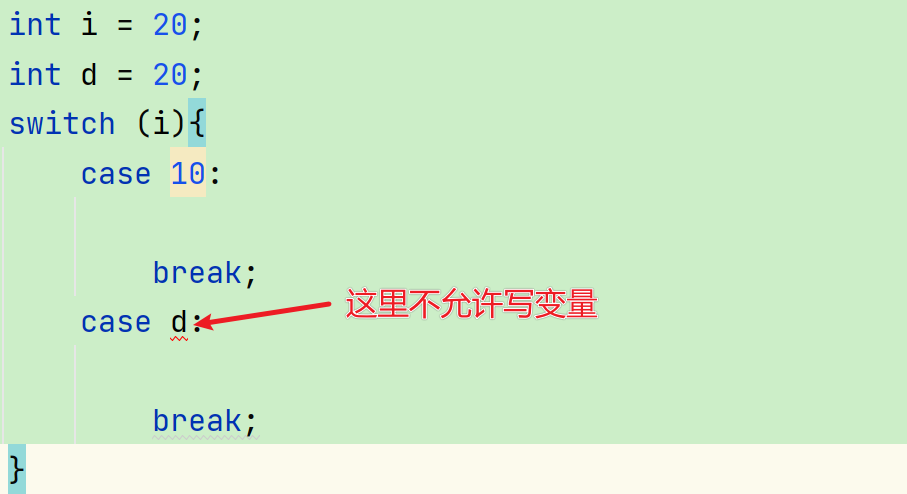 int i = 20;
int d = 20;
switch (i){
case 10:
break;
case d:
这里不允许写变量
break;
}